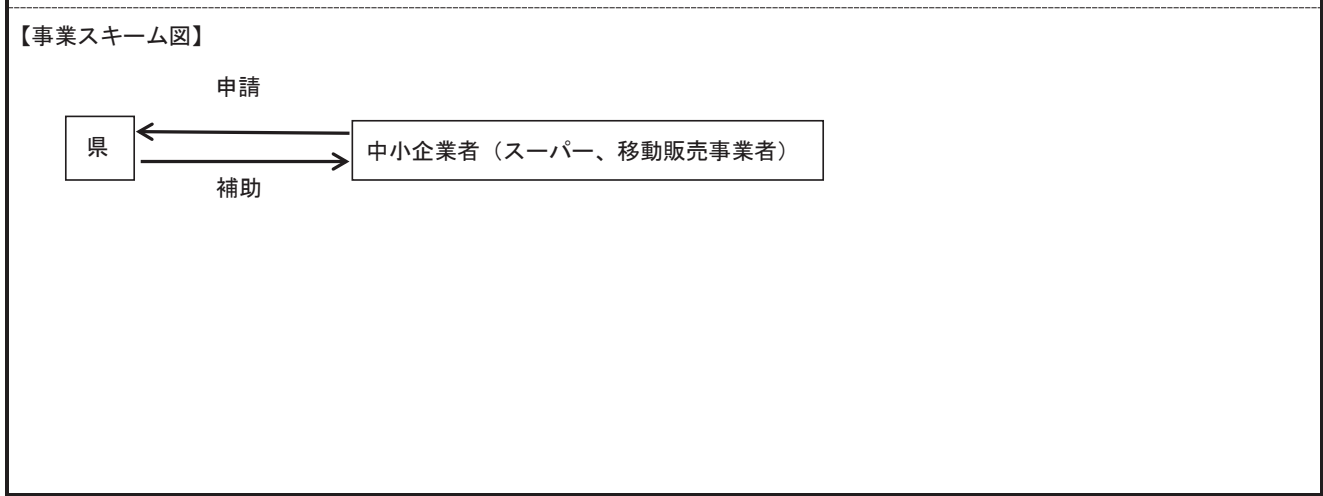 【事業スキーム図】
申請
県
中小企業者（スーパー、移動販売事業者）
補助